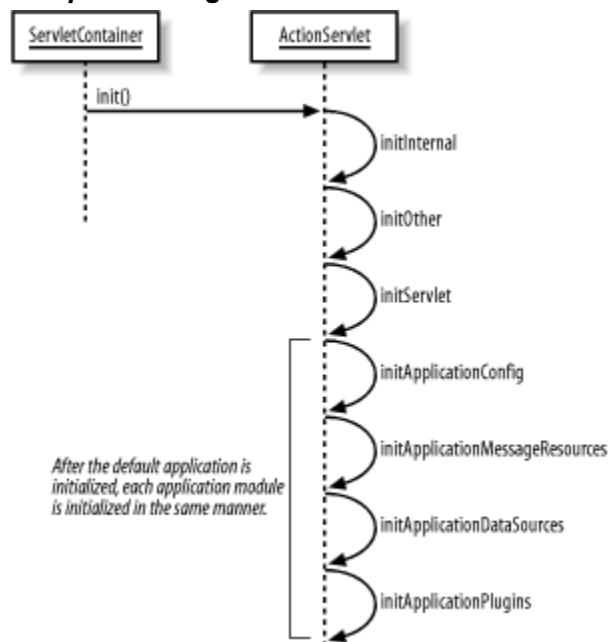 ServletContainer
ActionServlet
init()
initInternal
initOther
initServlet
initApplicationConfig
initApplicationMessageResources
After the default application is
initialized, each application module
is initialized in the same manner.
initApplicationDataSources
initApplicationPlugins